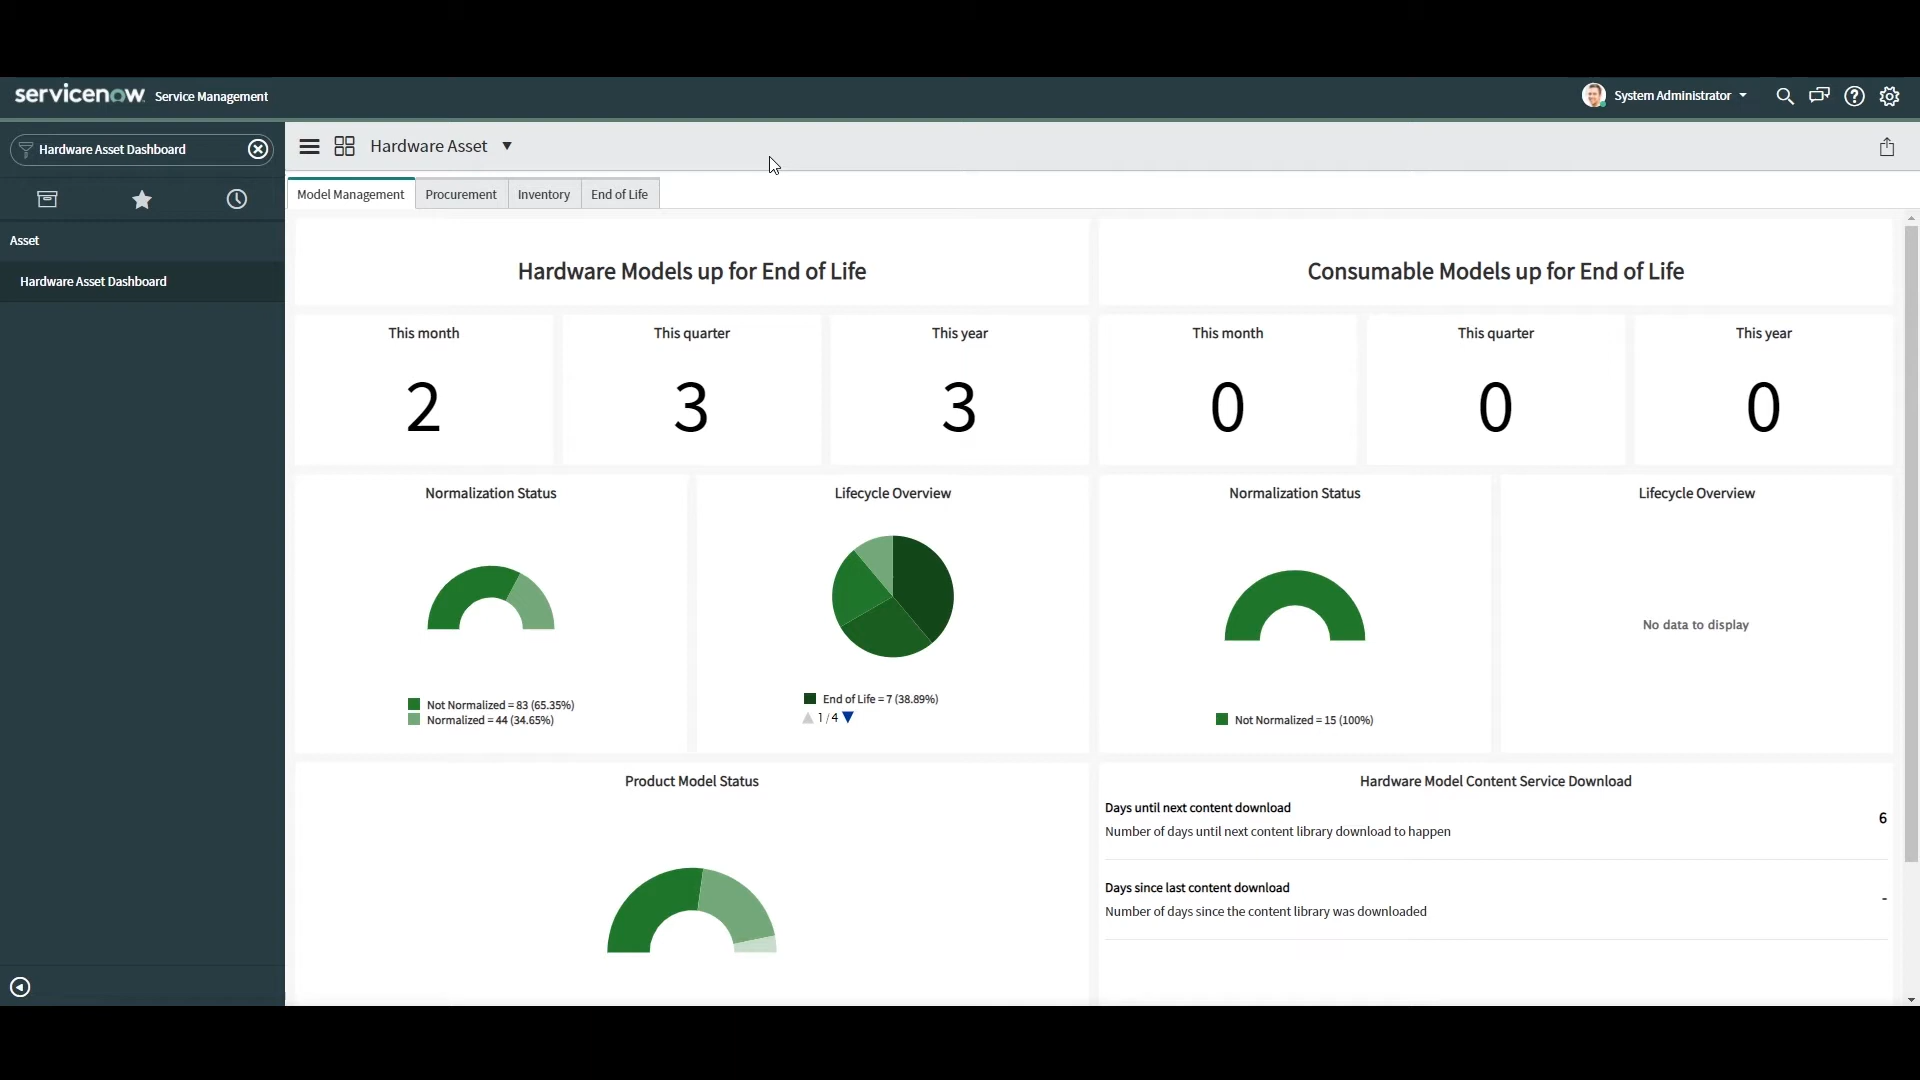 servicenow. Service Management
System Administrator
Hardware Asset Dashboard
Hardware Asset
Asset
Hardware Asset Dashboard
Model Management
Procurement
Inventory
End of Life
Hardware Models up for End of Life
Consumable Models up for End of Life
This month
This quarter
This year
This month
This quarter
This year
2
3
3
0
0
0
Normalization Status
Lifecycle Overview
Normalization Status
Lifecycle Overview
No data to display
Not Normalized = 83 (65.35%)
Normalized = 44 (34.65%)
End of Life = 7 (38.89%)
1 / 4
Not Normalized = 15 (100%)
Product Model Status
Hardware Model Content Service Download
Days until next content download
Number of days until next content library download to happen
6
Days since last content download
Number of days since the content library was downloaded
-